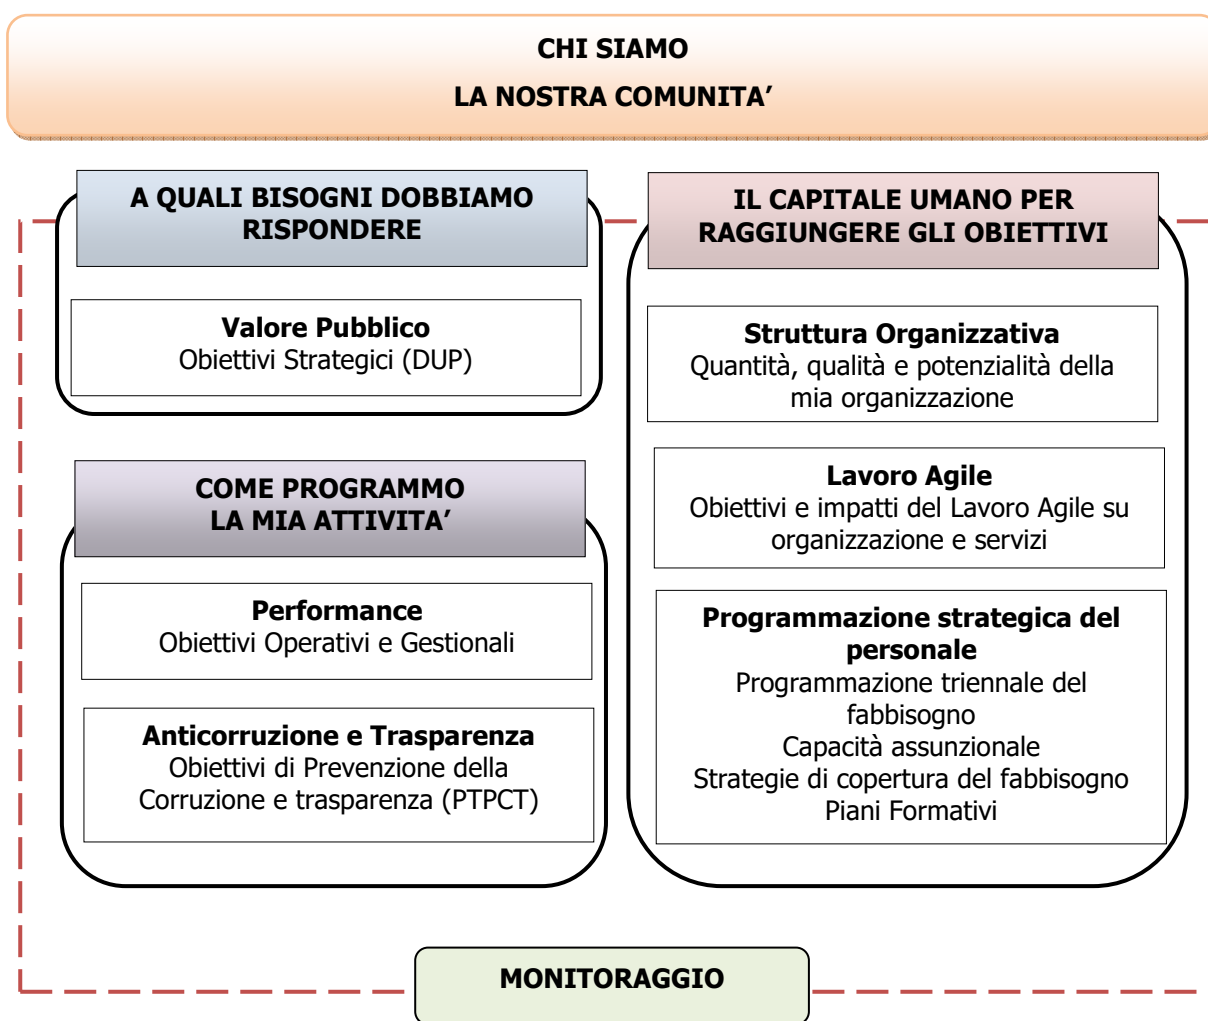 CHI SIAMO
LA NOSTRA COMUNITA’
A QUALI BISOGNI DOBBIAMO
RISPONDERE
Valore Pubblico
Obiettivi Strategici (DUP)
COME PROGRAMMO
LA MIA ATTIVITA’
Performance
Obiettivi Operativi e Gestionali
Anticorruzione e Trasparenza
Obiettivi di Prevenzione della
Corruzione e trasparenza (PTPCT)
IL CAPITALE UMANO PER
RAGGIUNGERE GLI OBIETTIVI
Struttura Organizzativa
Quantità, qualità e potenzialità della
mia organizzazione
Lavoro Agile
Obiettivi e impatti del Lavoro Agile su
organizzazione e servizi
Programmazione strategica del
personale
Programmazione triennale del
fabbisogno
Capacità assunzionale
Strategie di copertura del fabbisogno
Piani Formativi
MONITORAGGIO